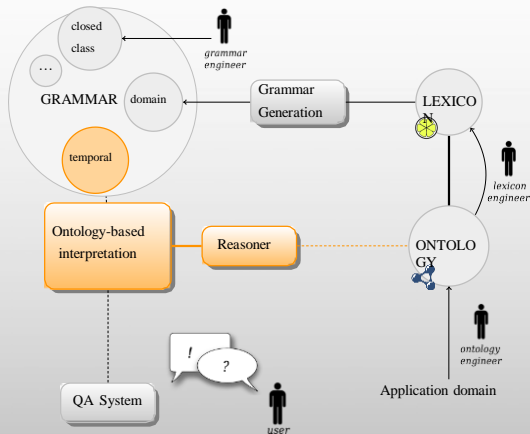 closed
class
grammar
engineer
...
GRAMMAR
domain
Grammar
Generation
LEXICO
N
temporal
lexicon
engineer
Ontology-based
interpretation
Reasoner
ONTOLO
GY
!
?
ontology
engineer
QA System
user
Application domain